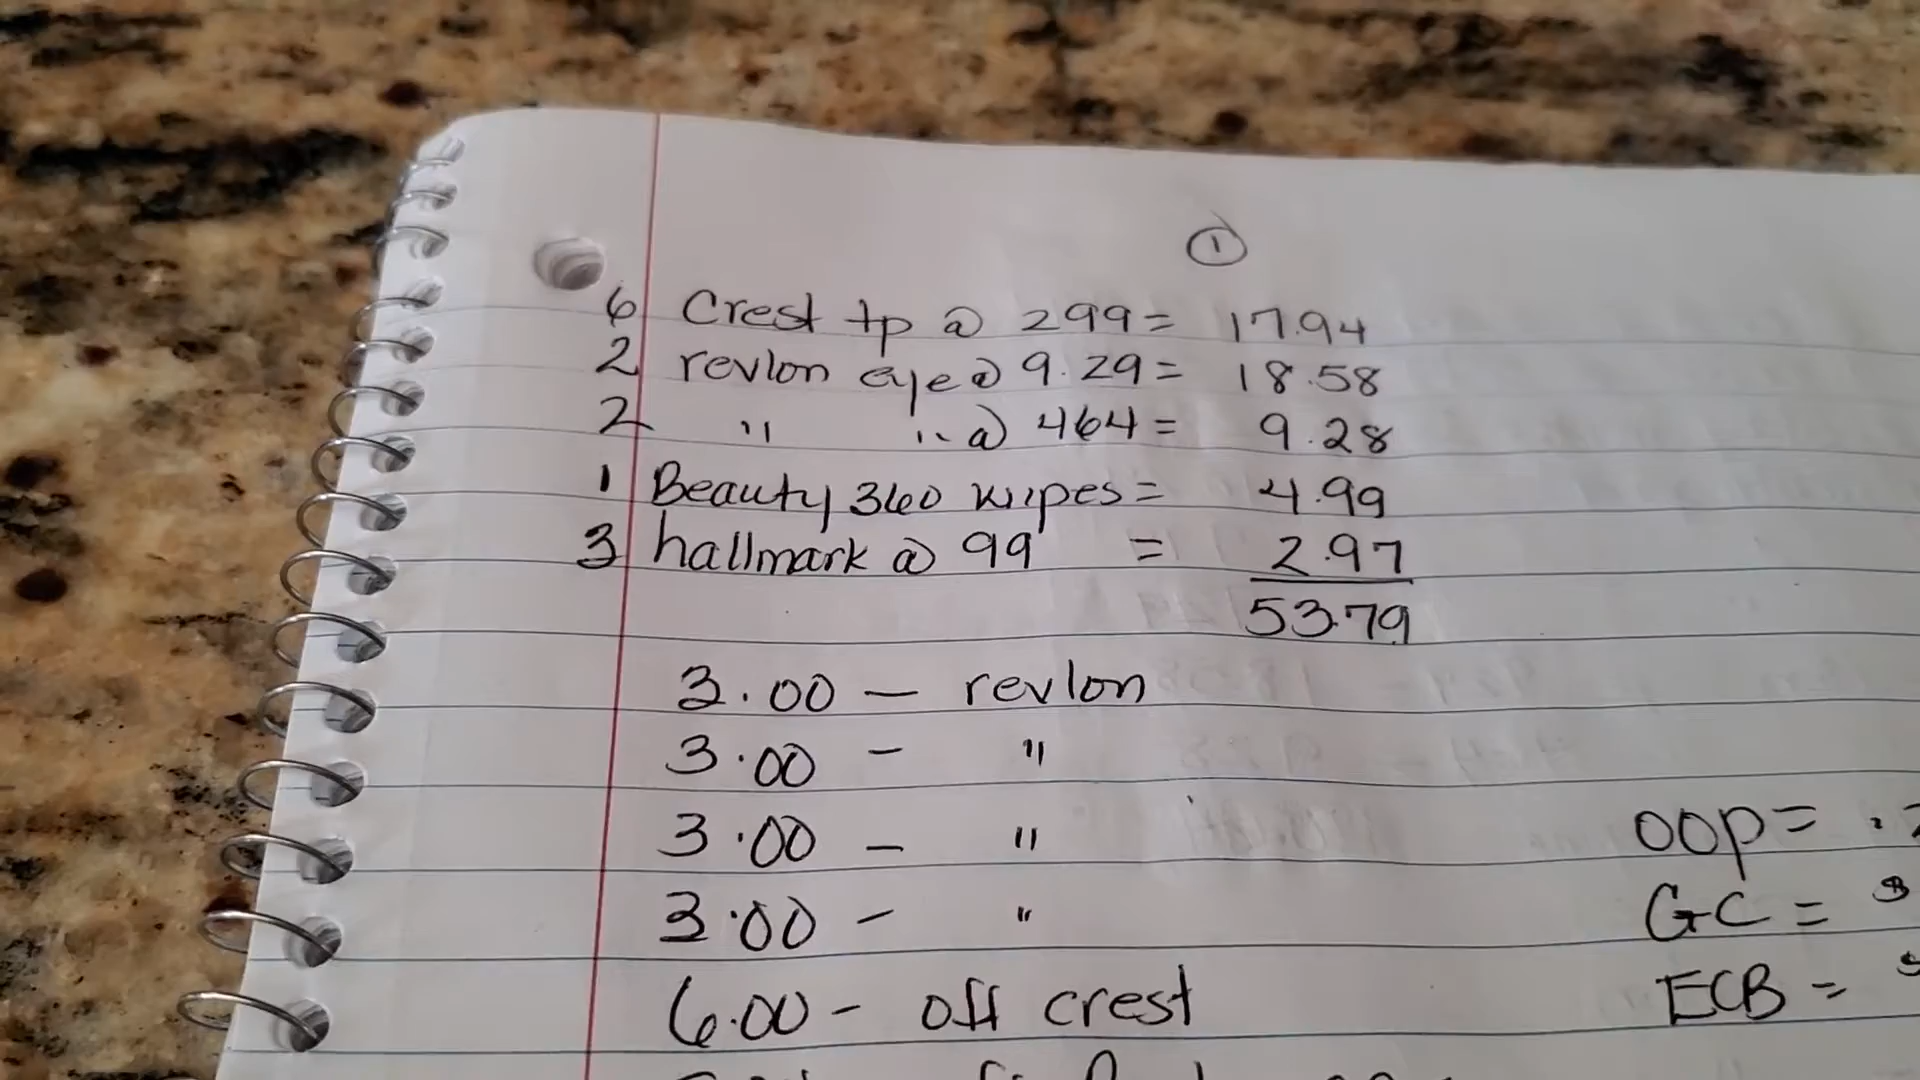 1
6 Crest tp @ 299 = 17.94
2 revlon eye @ 9.29 = 18.58
2 " " @ 464 = 9.28
1 Beauty 360 wipes = 4.99
3 hallmark @ 99 = 2.97
53.79
3.00 — revlon
3.00 - "
3.00 - "
3.00 - "
6.00 - off crest
OOP =
GC = $
ECB = $